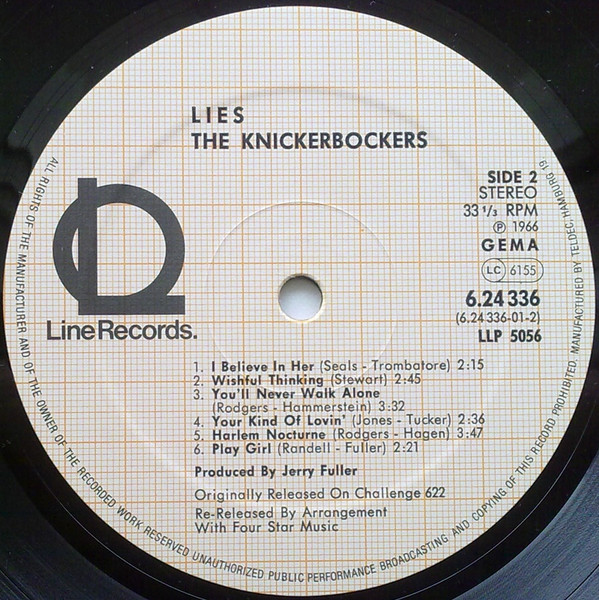 LIES
THE KNICKERBOCKERS
SIDE 2
STEREO
33 1/3 RPM
Ⓟ 1966
GEMA
LC 6155
6.24 336
(6.24 336-01-2)
LLP 5056
Line Records.
1. I Believe In Her (Seals - Trombatore) 2:15
2. Wishful Thinking (Stewart) 2:45
3. You'll Never Walk Alone
(Rodgers - Hammerstein) 3:32
4. Your Kind Of Lovin' (Jones - Tucker) 2:36
5. Harlem Nocturne (Rodgers - Hagen) 3:47
6. Play Girl (Randell - Fuller) 2:21
Produced By Jerry Fuller
Originally Released On Challenge 622
Re-Released By Arrangement
With Four Star Music
ALL RIGHTS OF THE MANUFACTURER AND OF THE OWNER OF THE RECORDED WORK RESERVED UNAUTHORIZED PUBLIC PERFORMANCE BROADCASTING AND COPYING OF THIS RECORD PROHIBITED. MANUFACTURED BY TELDEC, HAMBURG 19